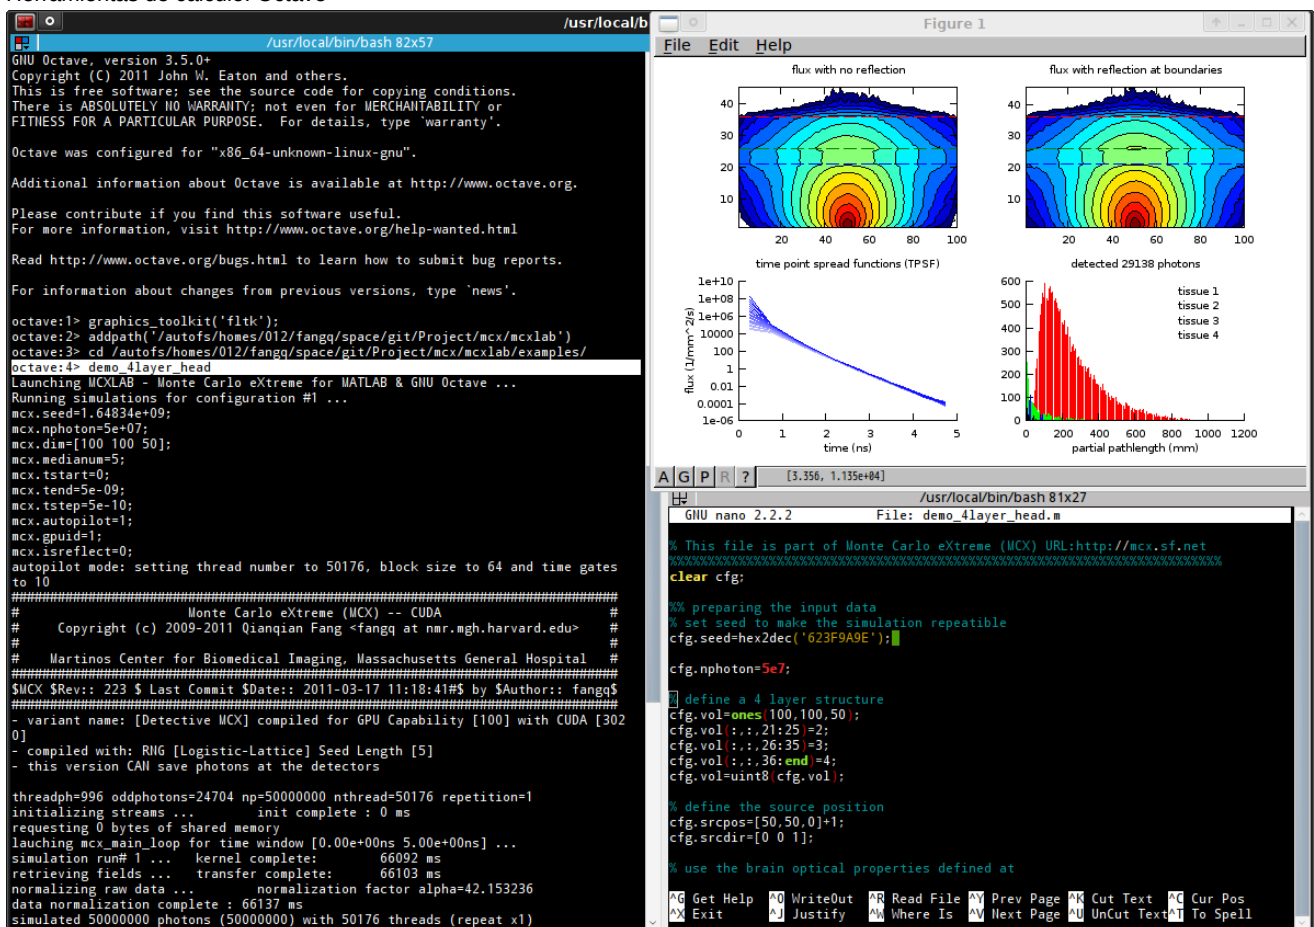 Herramientas de cálculo: Octave
/usr/local/b
/usr/local/bin/bash 82x57
GNU Octave, version 3.5.0+
Copyright (C) 2011 John W. Eaton and others.
This is free software; see the source code for copying conditions.
There is ABSOLUTELY NO WARRANTY; not even for MERCHANTABILITY or
FITNESS FOR A PARTICULAR PURPOSE.  For details, type `warranty'.
Octave was configured for "x86_64-unknown-linux-gnu".
Additional information about Octave is available at http://www.octave.org.
Please contribute if you find this software useful.
For more information, visit http://www.octave.org/help-wanted.html
Read http://www.octave.org/bugs.html to learn how to submit bug reports.
For information about changes from previous versions, type `news'.
octave:1> graphics_toolkit('fltk');
octave:2> addpath('/autofs/homes/012/fangq/space/git/Project/mcx/mcxlab')
octave:3> cd /autofs/homes/012/fangq/space/git/Project/mcx/mcxlab/examples/
octave:4> demo_4layer_head
Launching MCXLAB - Monte Carlo eXtreme for MATLAB & GNU Octave ...
Running simulations for configuration #1 ...
mcx.seed=1.64834e+09;
mcx.nphoton=5e+07;
mcx.dim=[100 100 50];
mcx.medianum=5;
mcx.tstart=0;
mcx.tend=5e-09;
mcx.tstep=5e-10;
mcx.autopilot=1;
mcx.gpuid=1;
mcx.isreflect=0;
autopilot mode: setting thread number to 50176, block size to 64 and time gates
to 10
###############################################################################
#                      Monte Carlo eXtreme (MCX) -- CUDA                      #
#     Copyright (c) 2009-2011 Qianqian Fang <fangq at nmr.mgh.harvard.edu>    #
#                                                                             #
#    Martinos Center for Biomedical Imaging, Massachusetts General Hospital   #
###############################################################################
$MCX $Rev:: 223 $ Last Commit $Date:: 2011-03-17 11:18:41#$ by $Author:: fangq$
###############################################################################
- variant name: [Detective MCX] compiled for GPU Capability [100] with CUDA [302
0]
- compiled with: RNG [Logistic-Lattice] Seed Length [5]
- this version CAN save photons at the detectors
threadph=996 oddphotons=24704 np=50000000 nthread=50176 repetition=1
initializing streams ...        init complete : 0 ms
requesting 0 bytes of shared memory
lauching mcx_main_loop for time window [0.00e+00ns 5.00e+00ns] ...
simulation run# 1 ...   kernel complete:        66092 ms
retrieving fields ...   transfer complete:      66103 ms
normalizing raw data ...        normalization factor alpha=42.153236
data normalization complete : 66137 ms
simulated 50000000 photons (50000000) with 50176 threads (repeat x1)
Figure 1
File Edit Help
flux with no reflection
40
30
20
10
20 40 60 80 100
flux with reflection at boundaries
40
30
20
10
20 40 60 80 100
time point spread functions (TPSF)
flux (1/mm^2/s)
1e+10
1e+08
1e+06
10000
100
1
0.01
0.0001
1e-06
0 1 2 3 4 5
time (ns)
detected 29138 photons
600
500
400
300
200
100
0
tissue 1
tissue 2
tissue 3
tissue 4
0 200 400 600 800 1000 1200
partial pathlength (mm)
A G P R ? [3.356, 1.135e+04]
/usr/local/bin/bash 81x27
GNU nano 2.2.2 File: demo_4layer_head.m
% This file is part of Monte Carlo eXtreme (MCX) URL:http://mcx.sf.net
%%%%%%%%%%%%%%%%%%%%%%%%%%%%%%%%%%%%%%%%%%%%%%%%%%%%%%%%%%%%%%%%%%%%%%%%
clear cfg;
%% preparing the input data
% set seed to make the simulation repeatible
cfg.seed=hex2dec('623F9A9E');
cfg.nphoton=5e7;
% define a 4 layer structure
cfg.vol=ones(100,100,50);
cfg.vol(:,:,21:25)=2;
cfg.vol(:,:,26:35)=3;
cfg.vol(:,:,36:end)=4;
cfg.vol=uint8(cfg.vol);
% define the source position
cfg.srcpos=[50,50,0]+1;
cfg.srcdir=[0 0 1];
% use the brain optical properties defined at
^G Get Help ^O WriteOut ^R Read File ^Y Prev Page ^K Cut Text ^C Cur Pos
^X Exit ^J Justify ^W Where Is ^V Next Page ^U UnCut Text ^T To Spell